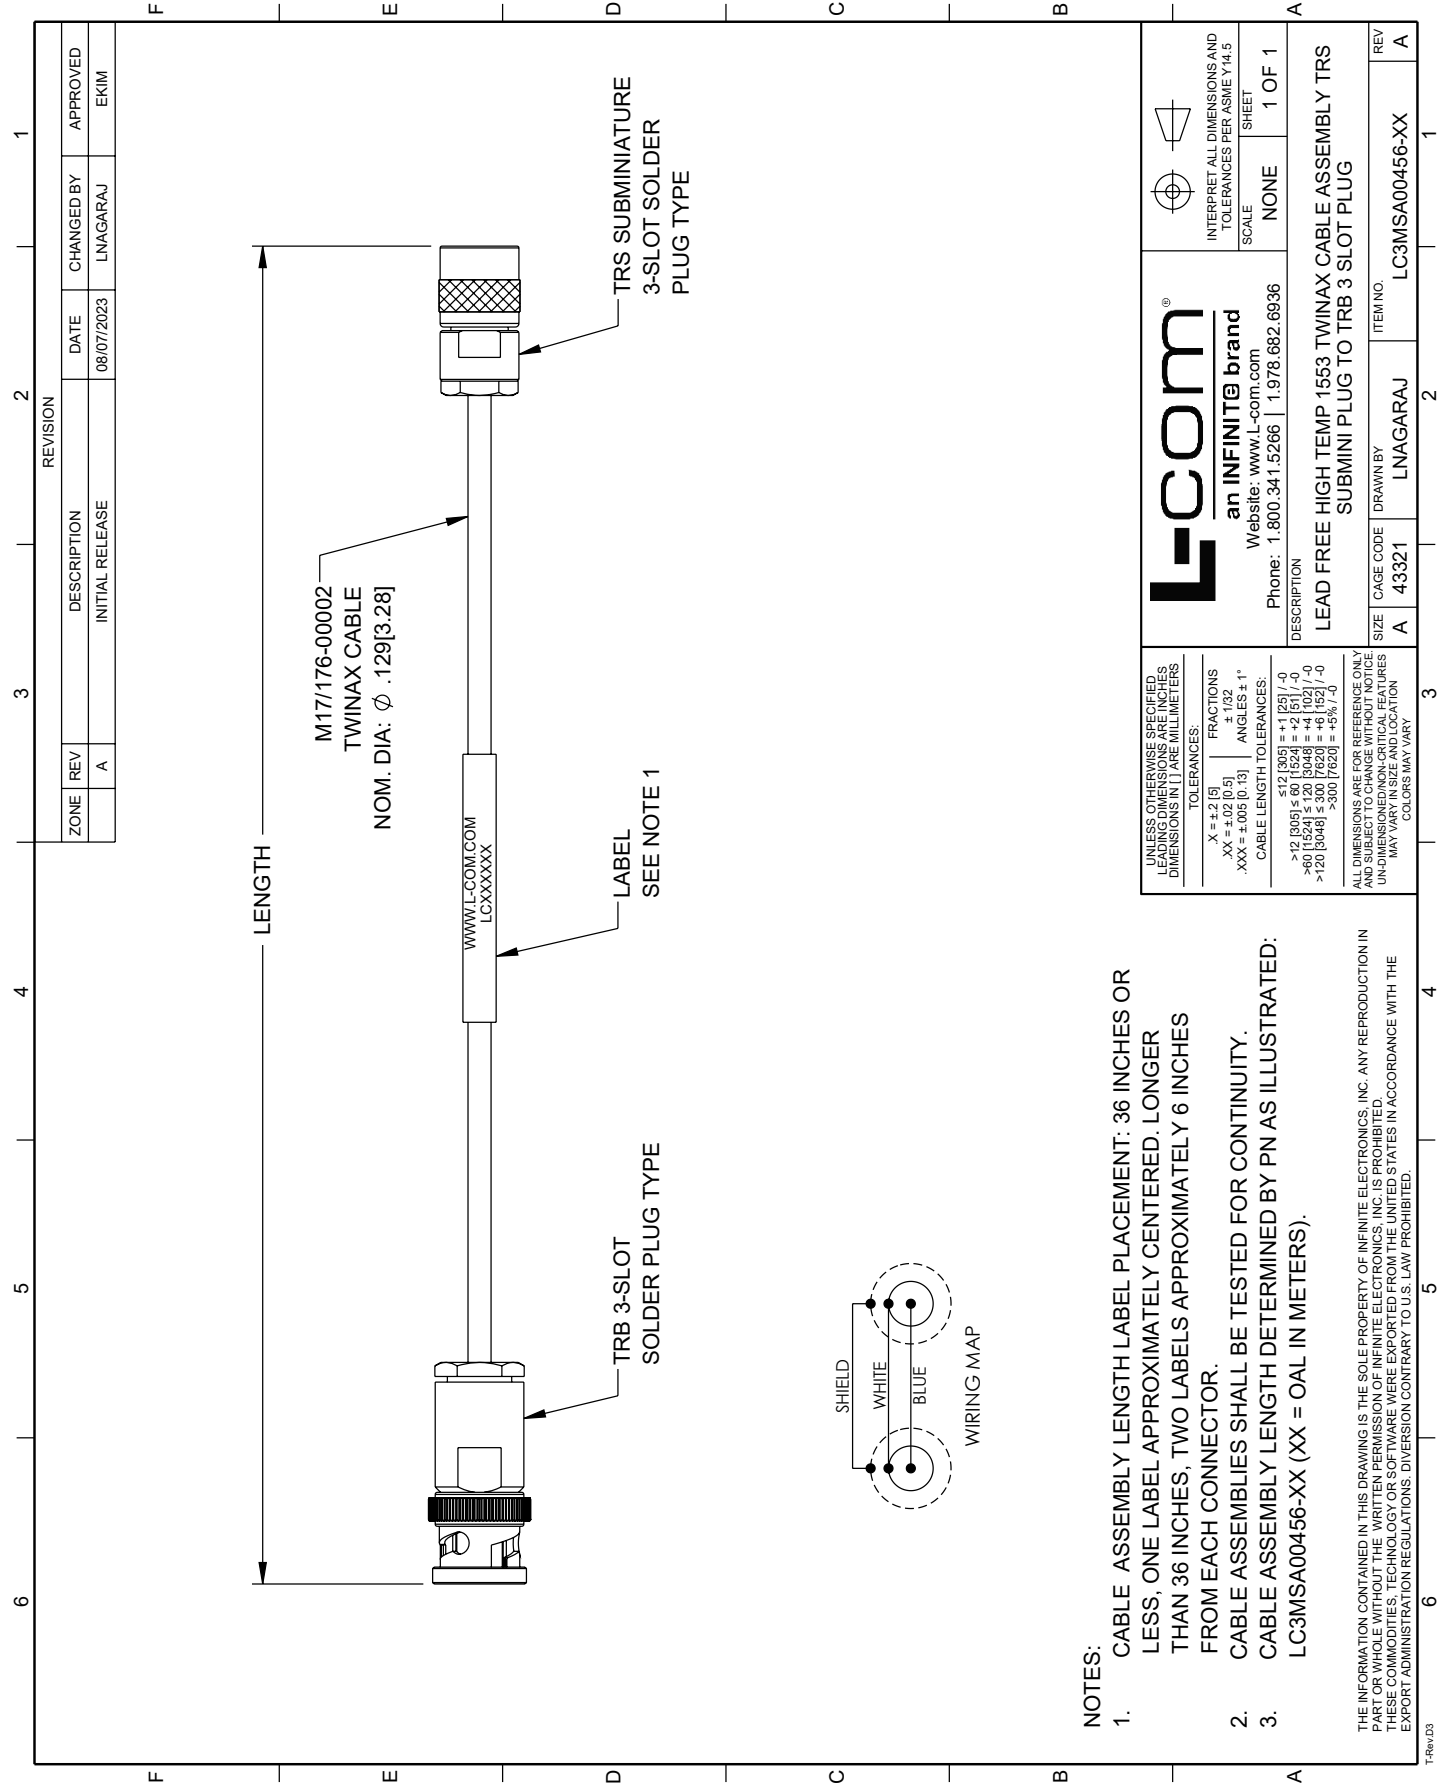 6
5
4
3
2
1
F
E
D
C
B
A
REVISION
ZONE REV DESCRIPTION DATE CHANGED BY APPROVED
A INITIAL RELEASE 08/07/2023 LNAGARAJ EKIM
LENGTH
M17/176-00002
TWINAX CABLE
NOM. DIA: ∅ .129[3.28]
WWW.L-COM.COM
LCXXXXXX
TRB 3-SLOT
SOLDER PLUG TYPE
LABEL
SEE NOTE 1
TRS SUBMINIATURE
3-SLOT SOLDER
PLUG TYPE
SHIELD
WHITE
BLUE
WIRING MAP
NOTES:
1. CABLE ASSEMBLY LENGTH LABEL PLACEMENT: 36 INCHES OR
LESS, ONE LABEL APPROXIMATELY CENTERED. LONGER
THAN 36 INCHES, TWO LABELS APPROXIMATELY 6 INCHES
FROM EACH CONNECTOR.
2. CABLE ASSEMBLIES SHALL BE TESTED FOR CONTINUITY.
3. CABLE ASSEMBLY LENGTH DETERMINED BY PN AS ILLUSTRATED:
LC3MSA00456-XX (XX = OAL IN METERS).
THE INFORMATION CONTAINED IN THIS DRAWING IS THE SOLE PROPERTY OF INFINITE ELECTRONICS, INC. ANY REPRODUCTION IN
PART OR WHOLE WITHOUT THE WRITTEN PERMISSION OF INFINITE ELECTRONICS, INC. IS PROHIBITED.
THESE COMMODITIES, TECHNOLOGY OR SOFTWARE WERE EXPORTED FROM THE UNITED STATES IN ACCORDANCE WITH THE
EXPORT ADMINISTRATION REGULATIONS. DIVERSION CONTRARY TO U.S. LAW PROHIBITED.
UNLESS OTHERWISE SPECIFIED
LEADING DIMENSIONS ARE INCHES
DIMENSIONS IN [ ] ARE MILLIMETERS
TOLERANCES:
.X = ±.2 [5] FRACTIONS
.XX = ±.02 [0.5] ± 1/32
.XXX = ±.005 [0.13] ANGLES ± 1°
CABLE LENGTH TOLERANCES:
≤12 [305] = +1 [25] / -0
>12 [305] ≤ 60 [1524] = +2 [51] / -0
>60 [1524] ≤ 120 [3048] = +4 [102] / -0
>120 [3048] ≤ 300 [7620] = +6 [152] / -0
>300 [7620] = +5% / -0
ALL DIMENSIONS ARE FOR REFERENCE ONLY
AND SUBJECT TO CHANGE WITHOUT NOTICE.
UN-DIMENSIONED/NON-CRITICAL FEATURES
MAY VARY IN SIZE AND LOCATION
COLORS MAY VARY
L-com®
an INFINITE brand
Website: www.L-com.com
Phone: 1.800.341.5266 | 1.978.682.6936
INTERPRET ALL DIMENSIONS AND
TOLERANCES PER ASME Y14.5
SCALE
NONE
SHEET
1 OF 1
DESCRIPTION
LEAD FREE HIGH TEMP 1553 TWINAX CABLE ASSEMBLY TRS
SUBMINI PLUG TO TRB 3 SLOT PLUG
SIZE
A
CAGE CODE
43321
DRAWN BY
LNAGARAJ
ITEM NO.
LC3MSA00456-XX
REV
A
F
E
D
C
B
A
6
5
4
3
2
1
T-Rev.D3